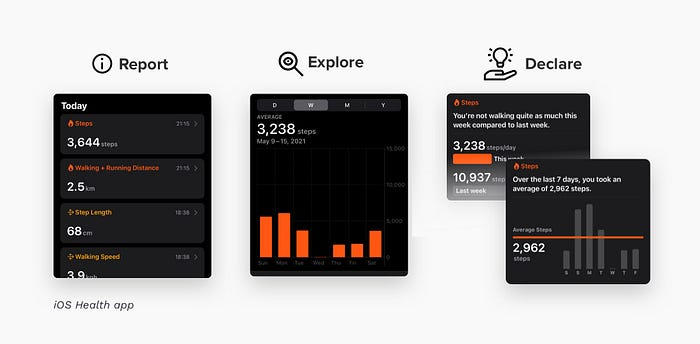 Report
Explore
Declare
Today
Steps
21:15
3,644 steps
Walking + Running Distance
21:15
2.5 km
Step Length
18:38
68 cm
Walking Speed
18:38
3.9 kph
D W M Y
AVERAGE
3,238 steps
May 9–15, 2021
15,000
10,000
5,000
0
Sun Mon Tue Wed Thu Fri Sat
Steps
You're not walking quite as much this
week compared to last week.
3,238 steps/day
This week
10,937 steps
Last week
Steps
Over the last 7 days, you took an
average of 2,962 steps.
Average Steps
2,962
steps
S S M T W T F
iOS Health app